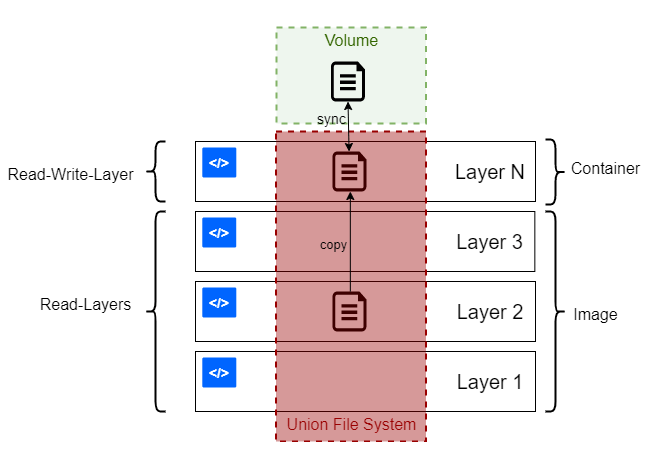 Volume
sync
Read-Write-Layer
</>
Layer N
Container
</>
Layer 3
copy
Read-Layers
</>
Layer 2
Image
</>
Layer 1
Union File System